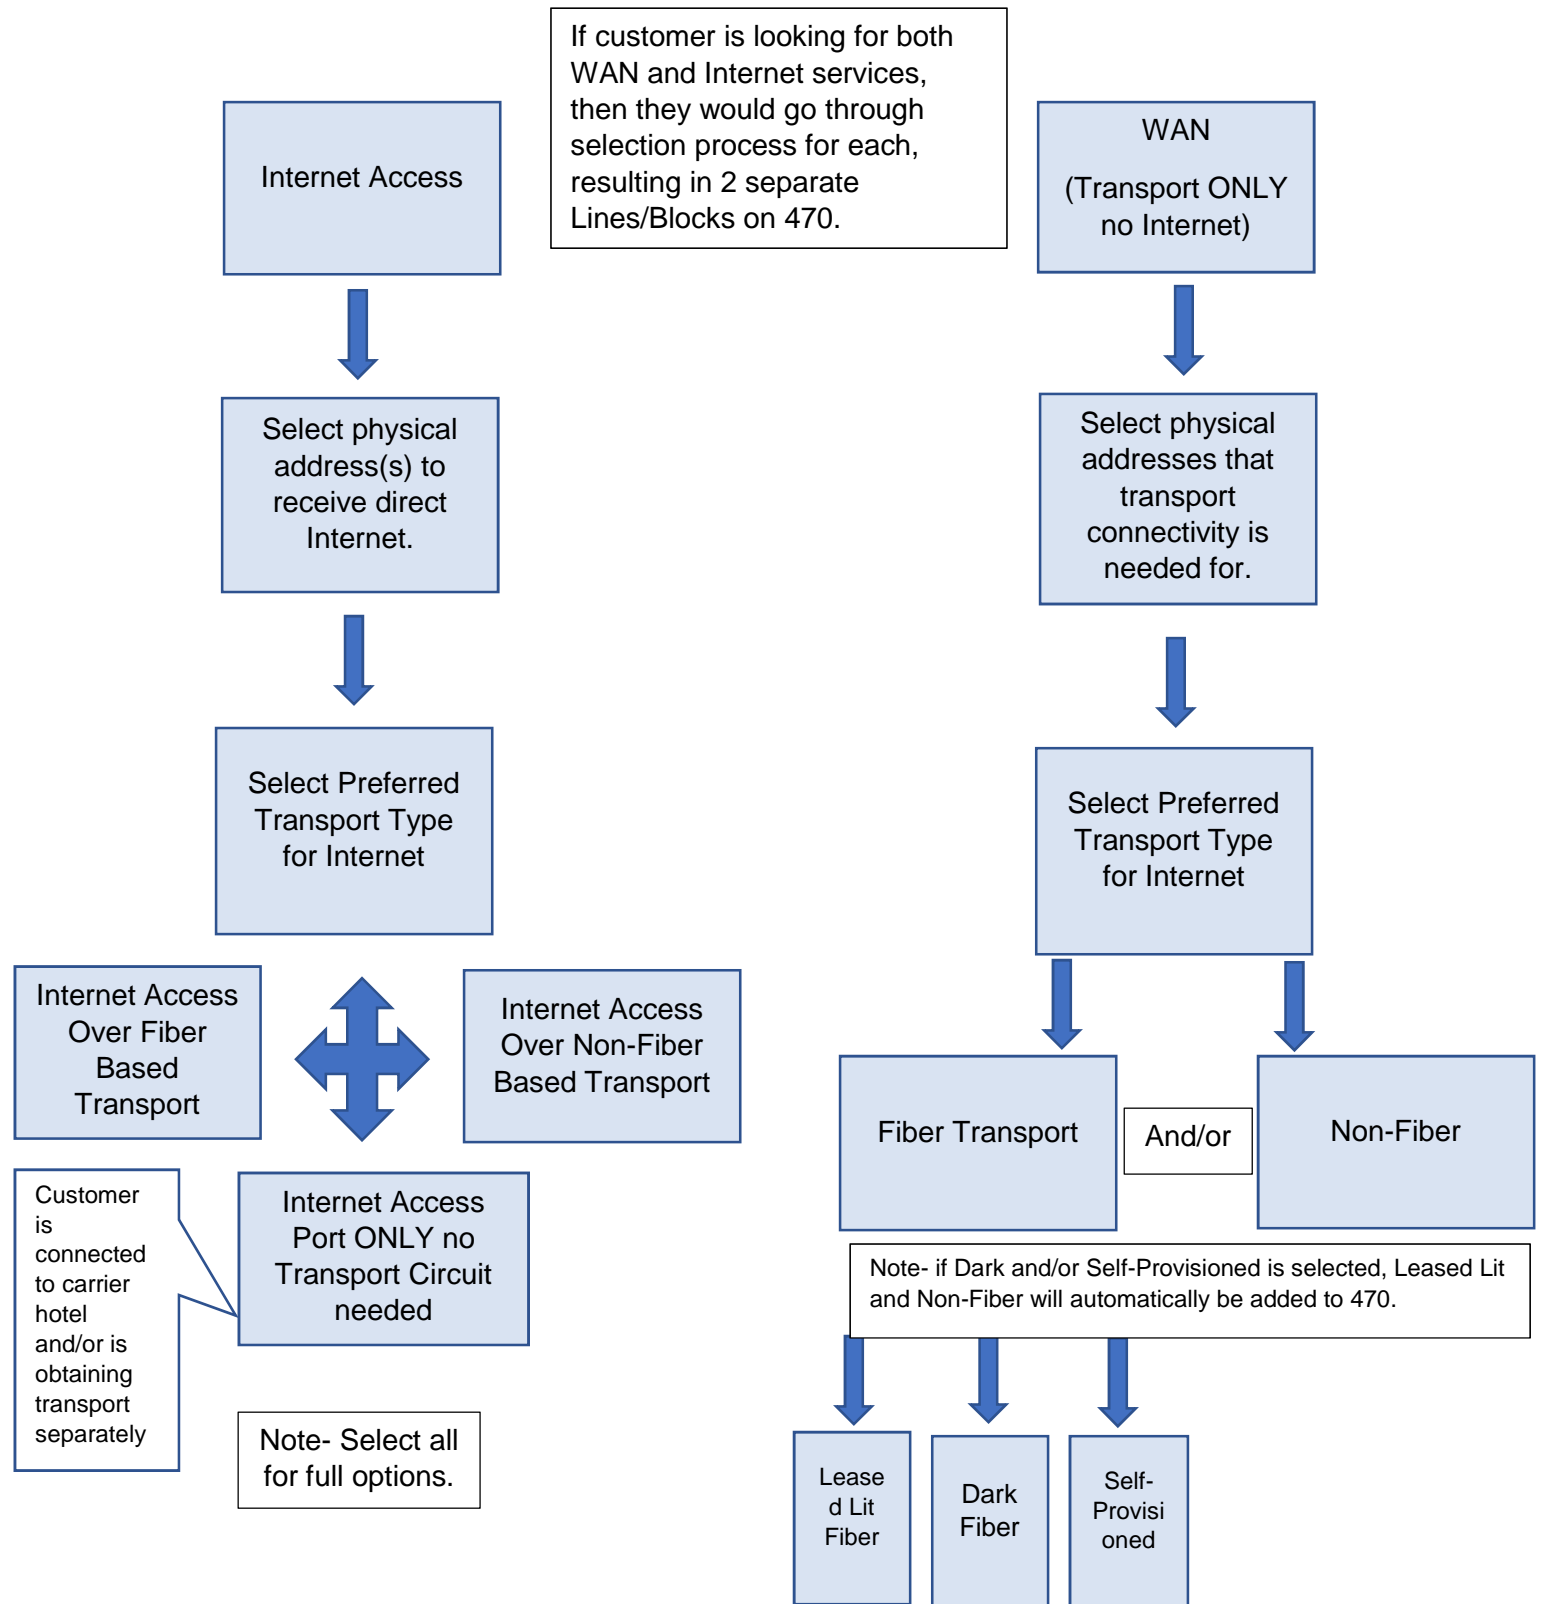 If customer is looking for both
WAN and Internet services,
then they would go through
selection process for each,
resulting in 2 separate
Lines/Blocks on 470.
Internet Access
WAN
(Transport ONLY
no Internet)
Select physical
address(s) to
receive direct
Internet.
Select physical
addresses that
transport
connectivity is
needed for.
Select Preferred
Transport Type
for Internet
Select Preferred
Transport Type
for Internet
Internet Access
Over Fiber
Based
Transport
Internet Access
Over Non-Fiber
Based Transport
Fiber Transport
And/or
Non-Fiber
Customer
is
connected
to carrier
hotel
and/or is
obtaining
transport
separately
Internet Access
Port ONLY no
Transport Circuit
needed
Note- if Dark and/or Self-Provisioned is selected, Leased Lit
and Non-Fiber will automatically be added to 470.
Note- Select all
for full options.
Lease
d Lit
Fiber
Dark
Fiber
Self-
Provisi
oned